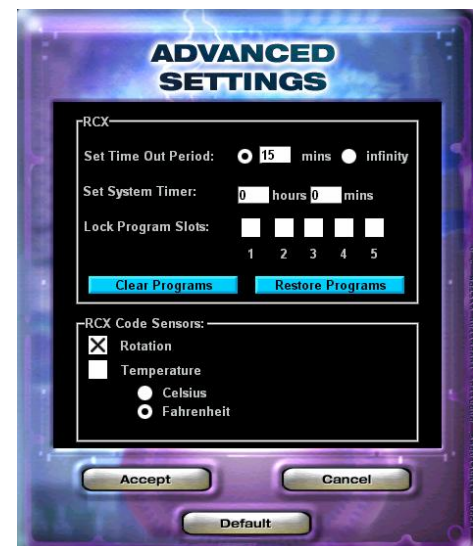 ADVANCED
SETTINGS
RCX
Set Time Out Period: 15 mins infinity
Set System Timer: 0 hours 0 mins
Lock Program Slots:
1 2 3 4 5
Clear Programs Restore Programs
RCX Code Sensors:
Rotation
Temperature
Celsius
Fahrenheit
Accept Cancel
Default